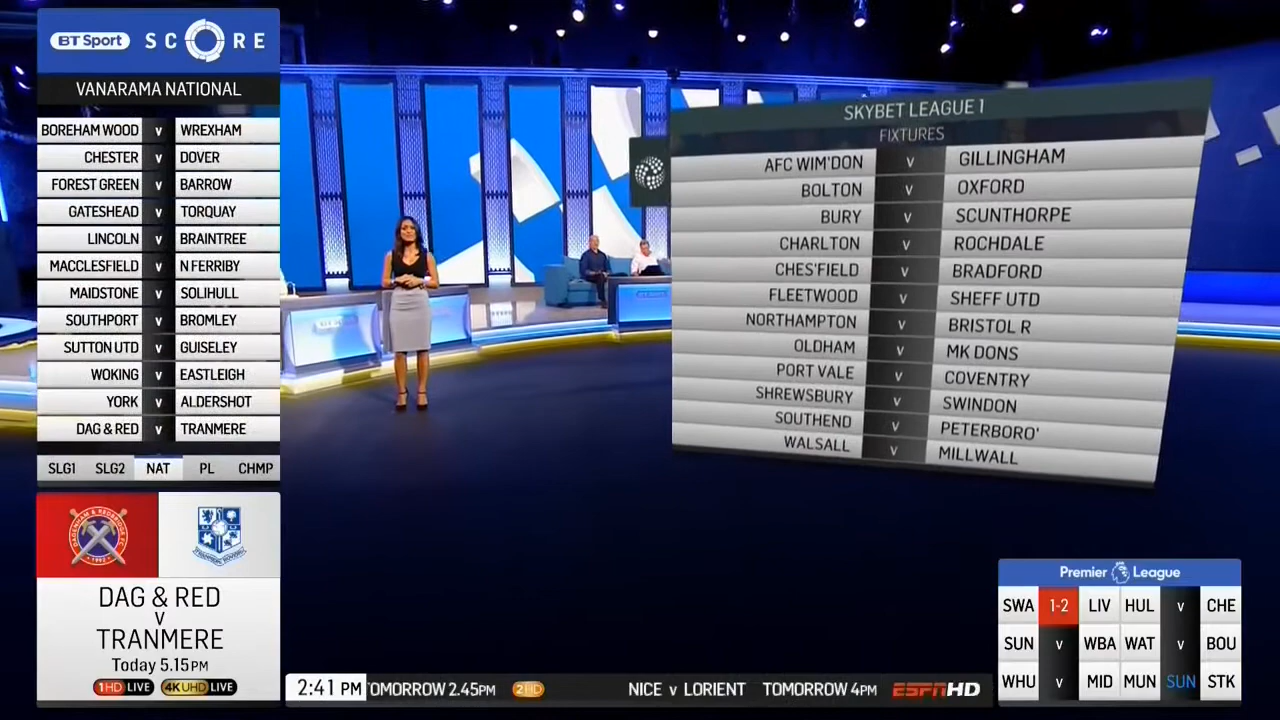 BT Sport SCORE
VANARAMA NATIONAL
BOREHAM WOOD v WREXHAM
CHESTER v DOVER
FOREST GREEN v BARROW
GATESHEAD v TORQUAY
LINCOLN v BRAINTREE
MACCLESFIELD v N FERRIBY
MAIDSTONE v SOLIHULL
SOUTHPORT v BROMLEY
SUTTON UTD v GUISELEY
WOKING v EASTLEIGH
YORK v ALDERSHOT
DAG & RED v TRANMERE
SLG1 SLG2 NAT PL CHMP
DAG & RED
v
TRANMERE
Today 5.15PM
1HD LIVE 4K UHD LIVE
SKYBET LEAGUE 1
FIXTURES
AFC WIM'DON v GILLINGHAM
BOLTON v OXFORD
BURY v SCUNTHORPE
CHARLTON v ROCHDALE
CHES'FIELD v BRADFORD
FLEETWOOD v SHEFF UTD
NORTHAMPTON v BRISTOL R
OLDHAM v MK DONS
PORT VALE v COVENTRY
SHREWSBURY v SWINDON
SOUTHEND v PETERBORO'
WALSALL v MILLWALL
Premier League
SWA 1-2 LIV HUL v CHE
SUN v WBA WAT v BOU
WHU v MID MUN SUN STK
2:41 PM TOMORROW 2.45PM 2HD NICE v LORIENT TOMORROW 4PM ESPN HD